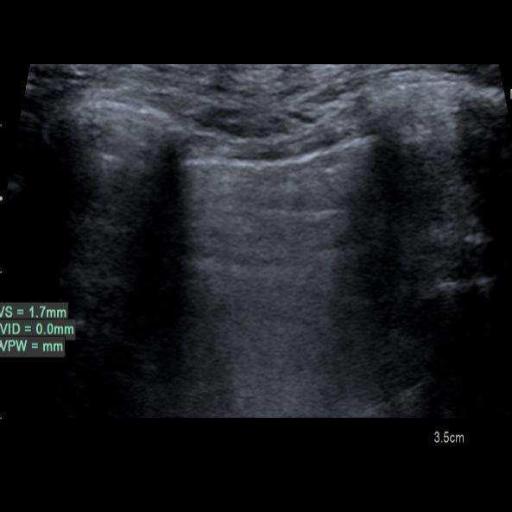 VS = 1.7mm
VID = 0.0mm
VPW = mm
3.5cm